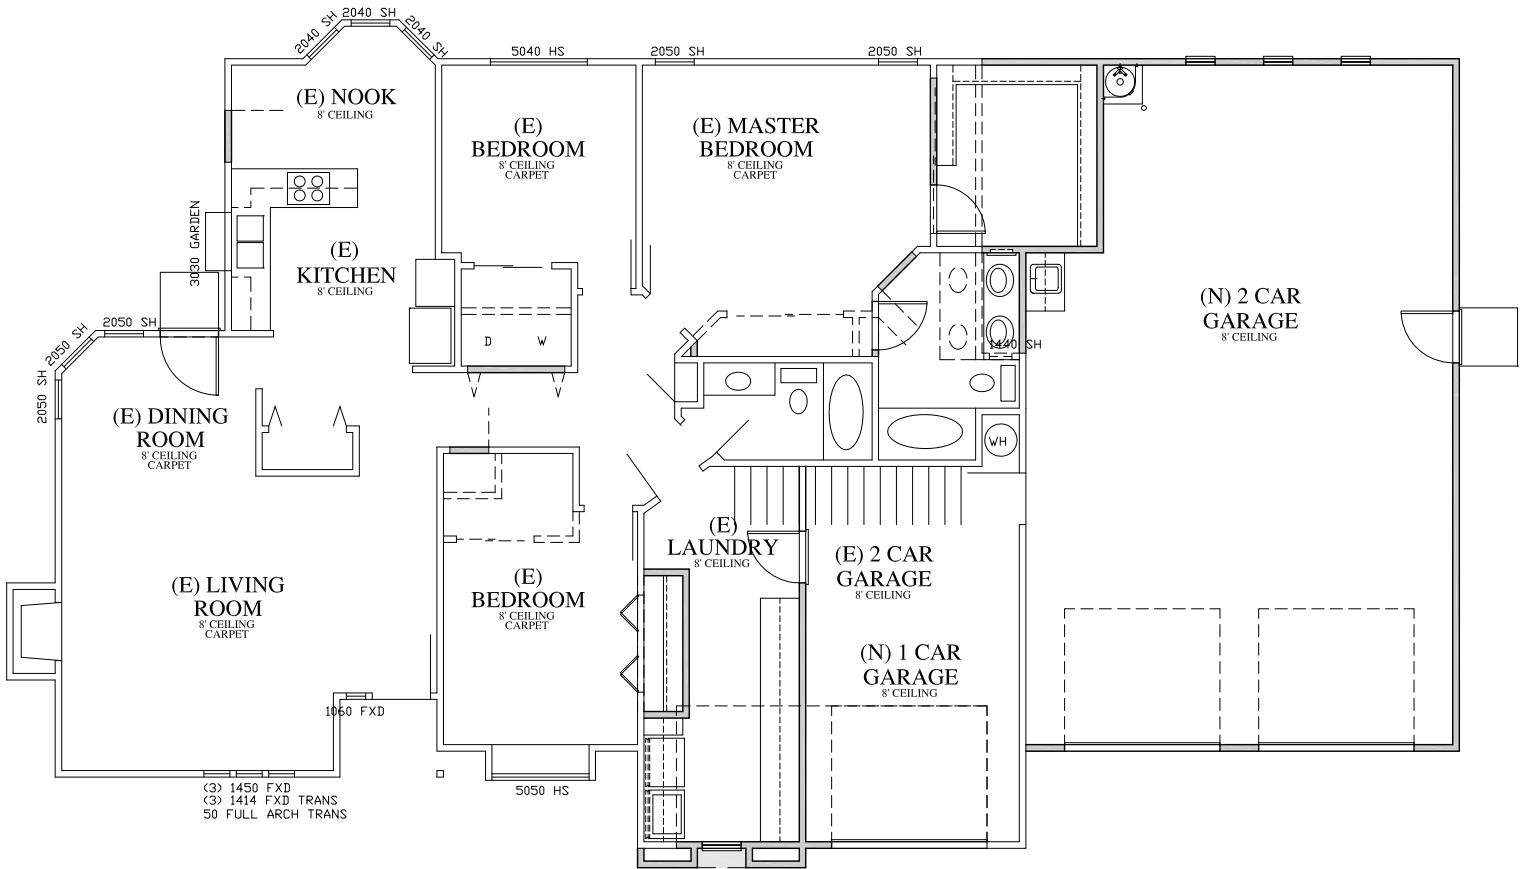 2040 SH
2040 SH
2040 SH
5040 HS
2050 SH
2050 SH
(E) NOOK
8' CEILING
(E)
BEDROOM
8' CEILING
CARPET
(E) MASTER
BEDROOM
8' CEILING
CARPET
3030 GARDEN
(E)
KITCHEN
8' CEILING
(N) 2 CAR
GARAGE
8' CEILING
2050 SH
2050 SH
2050 SH
D
W
1440 SH
(E) DINING
ROOM
8' CEILING
CARPET
WH
(E)
LAUNDRY
8' CEILING
(E) 2 CAR
GARAGE
8' CEILING
(E) LIVING
ROOM
8' CEILING
CARPET
(E)
BEDROOM
8' CEILING
CARPET
(N) 1 CAR
GARAGE
8' CEILING
1060 FXD
(3) 1450 FXD
(3) 1414 FXD TRANS
50 FULL ARCH TRANS
5050 HS